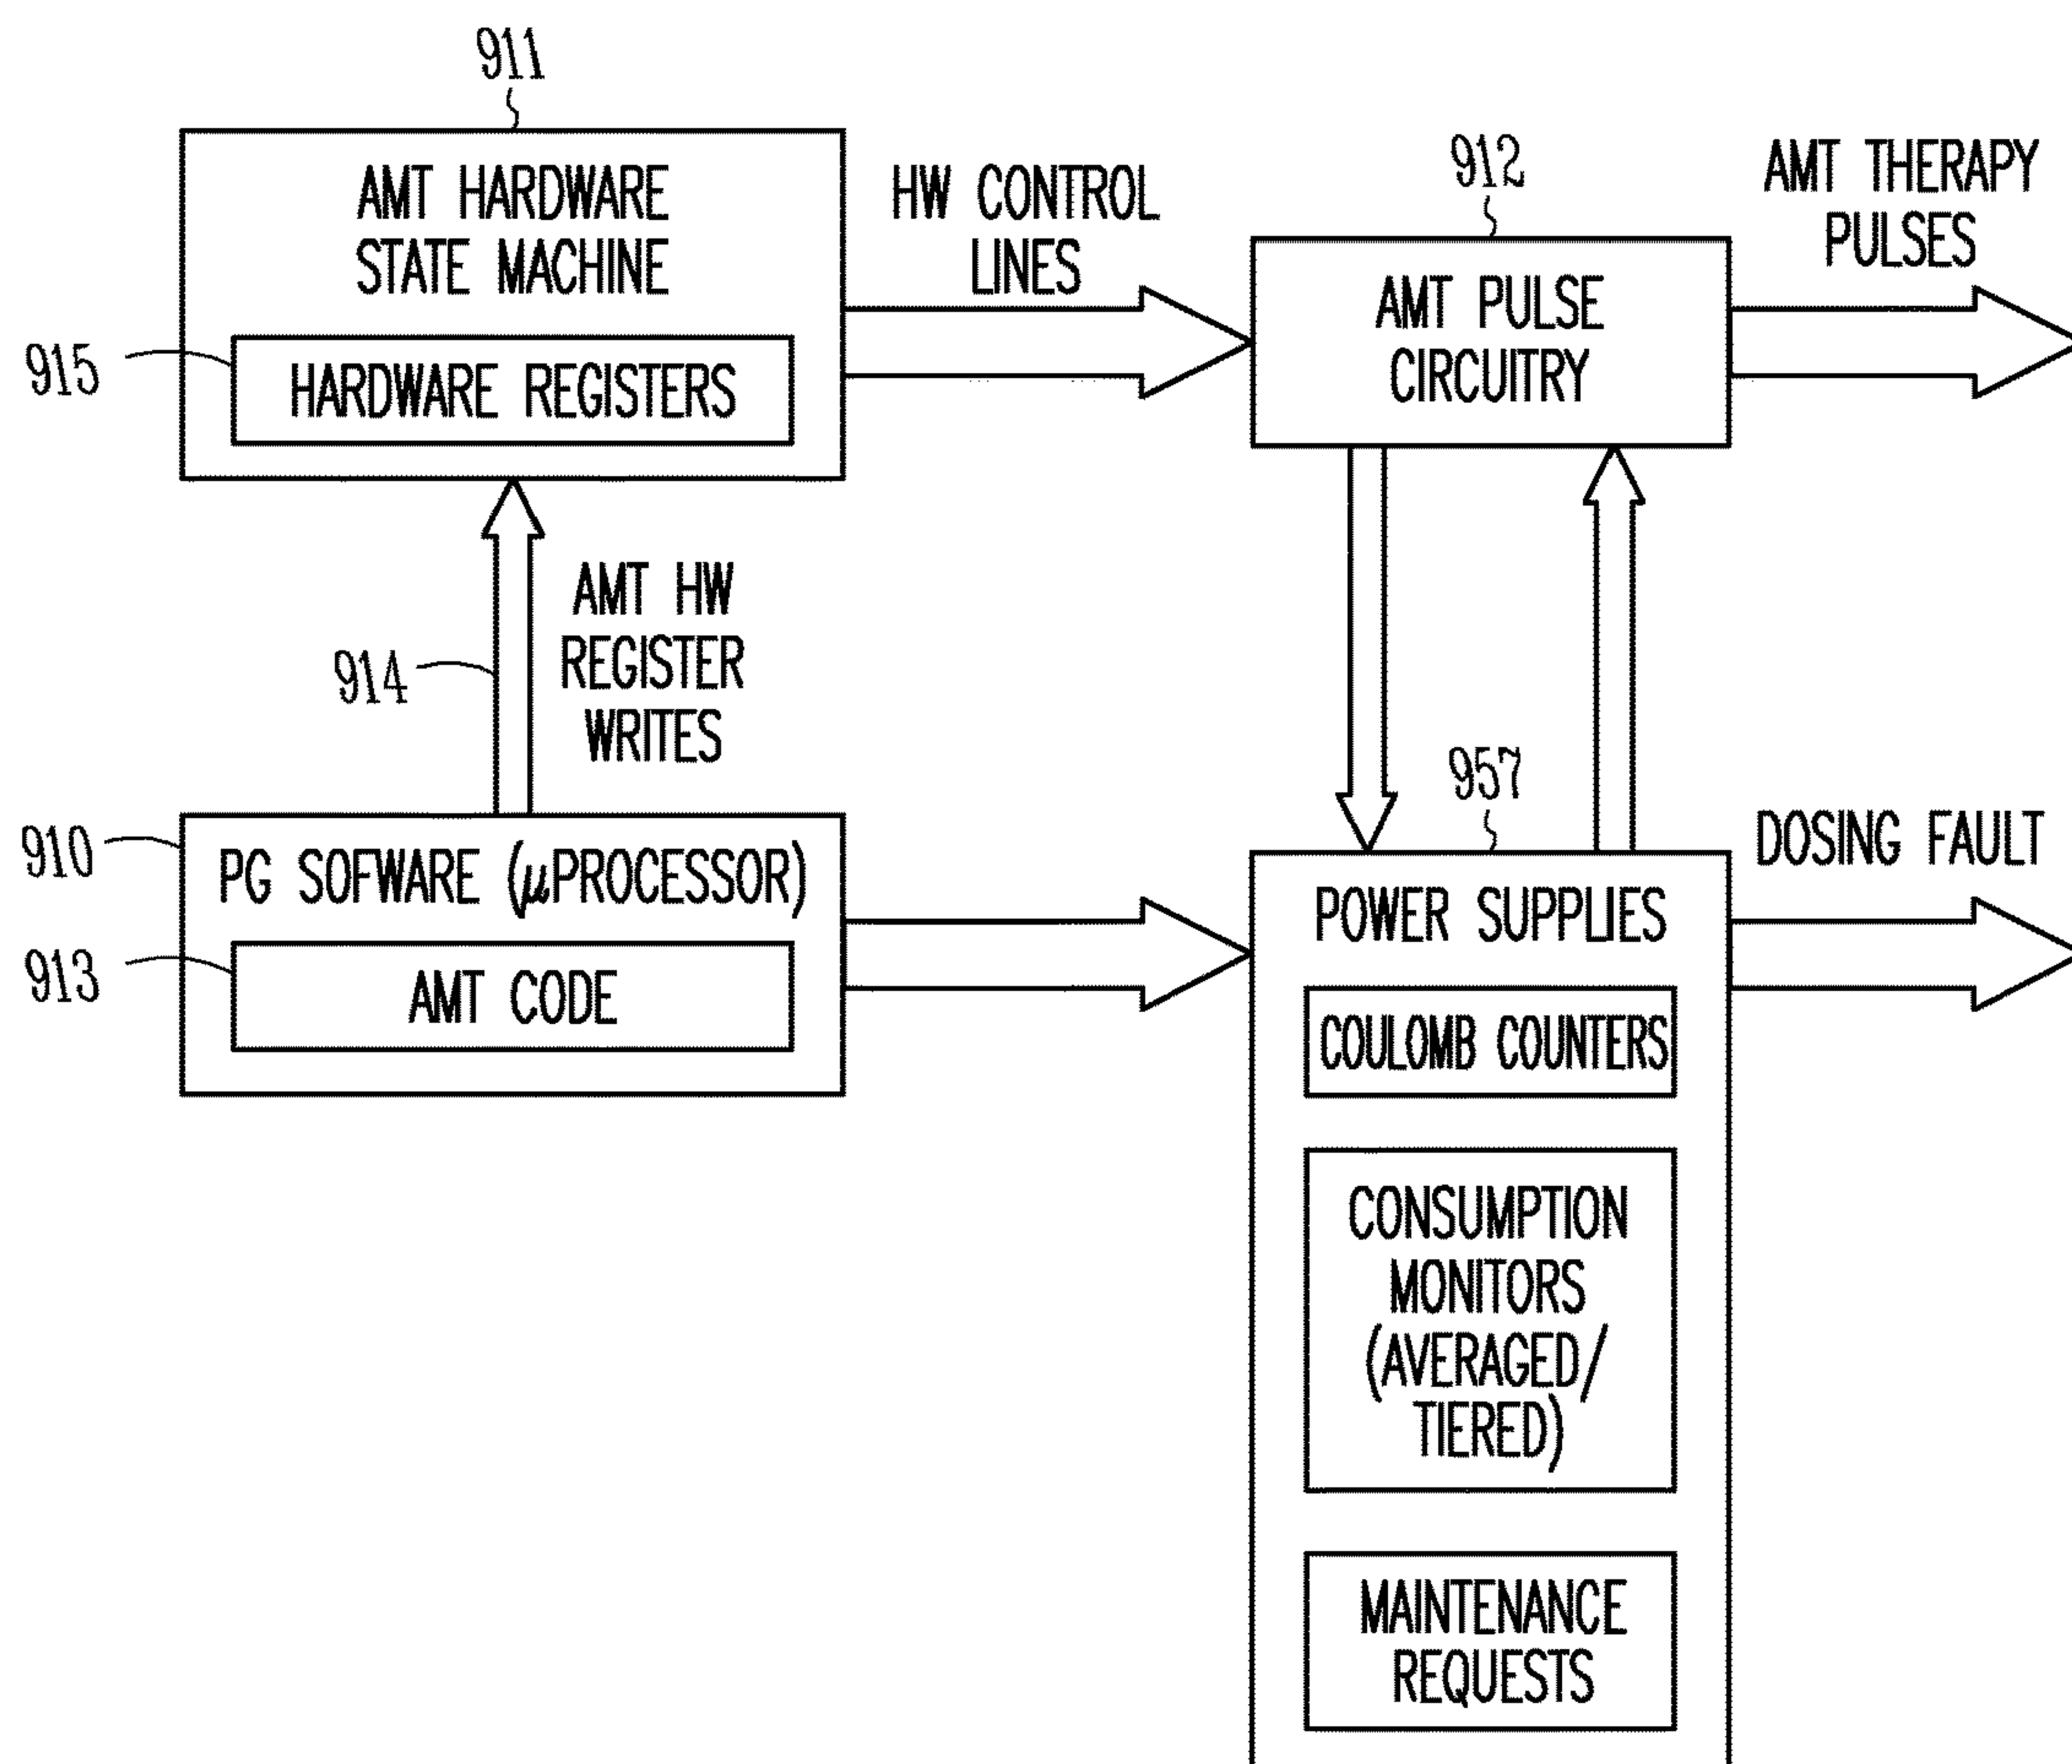 911
AMT HARDWARE
STATE MACHINE
915
HARDWARE REGISTERS
HW CONTROL
LINES
912
AMT PULSE
CIRCUITRY
AMT THERAPY
PULSES
914
AMT HW
REGISTER
WRITES
910
PG SOFWARE (μPROCESSOR)
913
AMT CODE
957
POWER SUPPLIES
COULOMB COUNTERS
CONSUMPTION
MONITORS
(AVERAGED/
TIERED)
MAINTENANCE
REQUESTS
DOSING FAULT